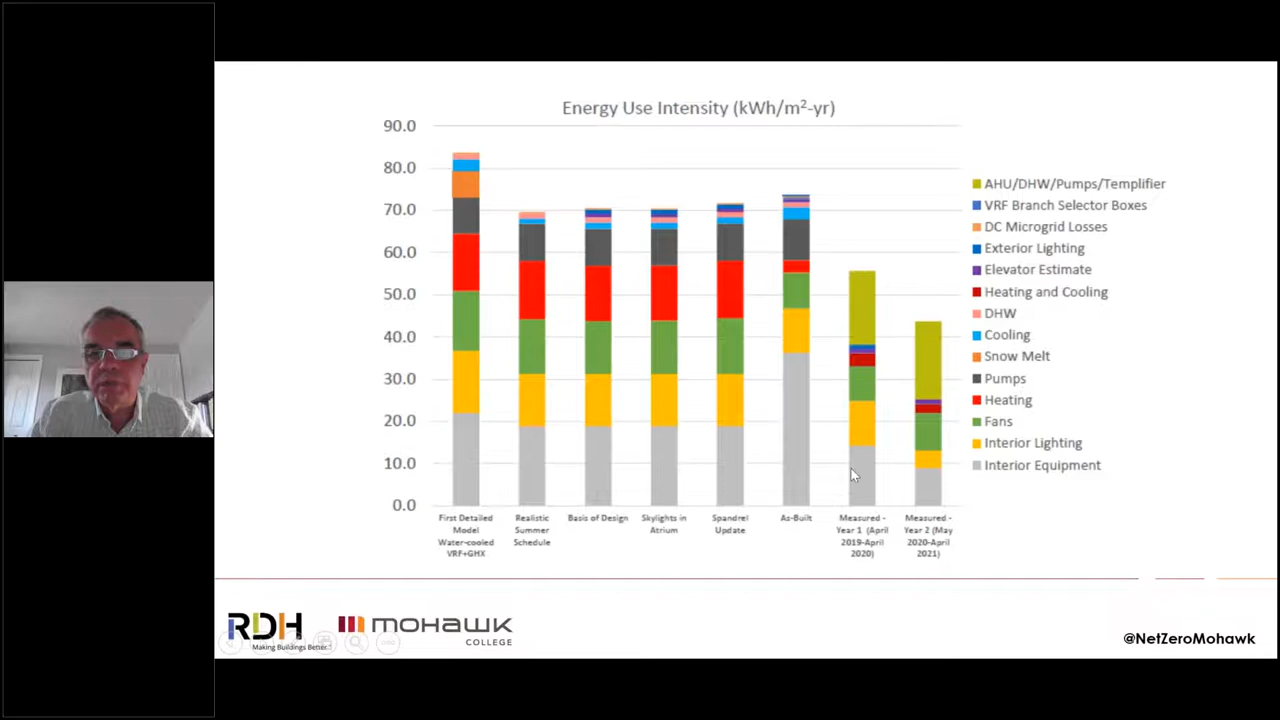 Energy Use Intensity (kWh/m²-yr)
90.0
80.0
70.0
60.0
50.0
40.0
30.0
20.0
10.0
0.0
First Detailed
Model
Water-cooled
VRF+GHX
Realistic
Summer
Schedule
Basis of Design
Skylights in
Atrium
Spandrel
Update
As-Built
Measured -
Year 1 (April
2019-April
2020)
Measured -
Year 2 (May
2020-April
2021)
AHU/DHW/Pumps/Templifier
VRF Branch Selector Boxes
DC Microgrid Losses
Exterior Lighting
Elevator Estimate
Heating and Cooling
DHW
Cooling
Snow Melt
Pumps
Heating
Fans
Interior Lighting
Interior Equipment
RDH
Making Buildings Better
mohawk
COLLEGE
@NetZeroMohawk